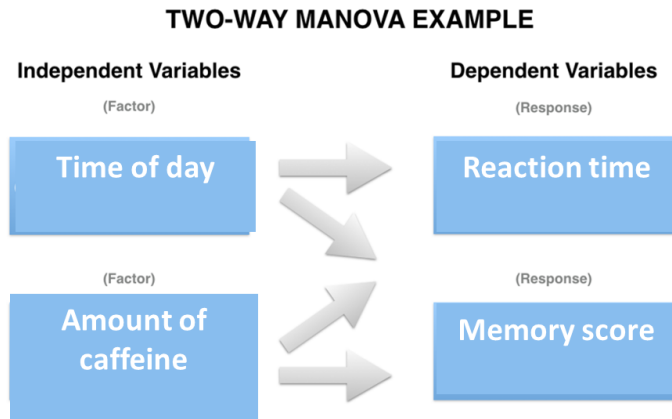 TWO-WAY MANOVA EXAMPLE
Independent Variables
Dependent Variables
(Factor)
(Response)
Time of day
Reaction time
(Factor)
(Response)
Amount of
caffeine
Memory score